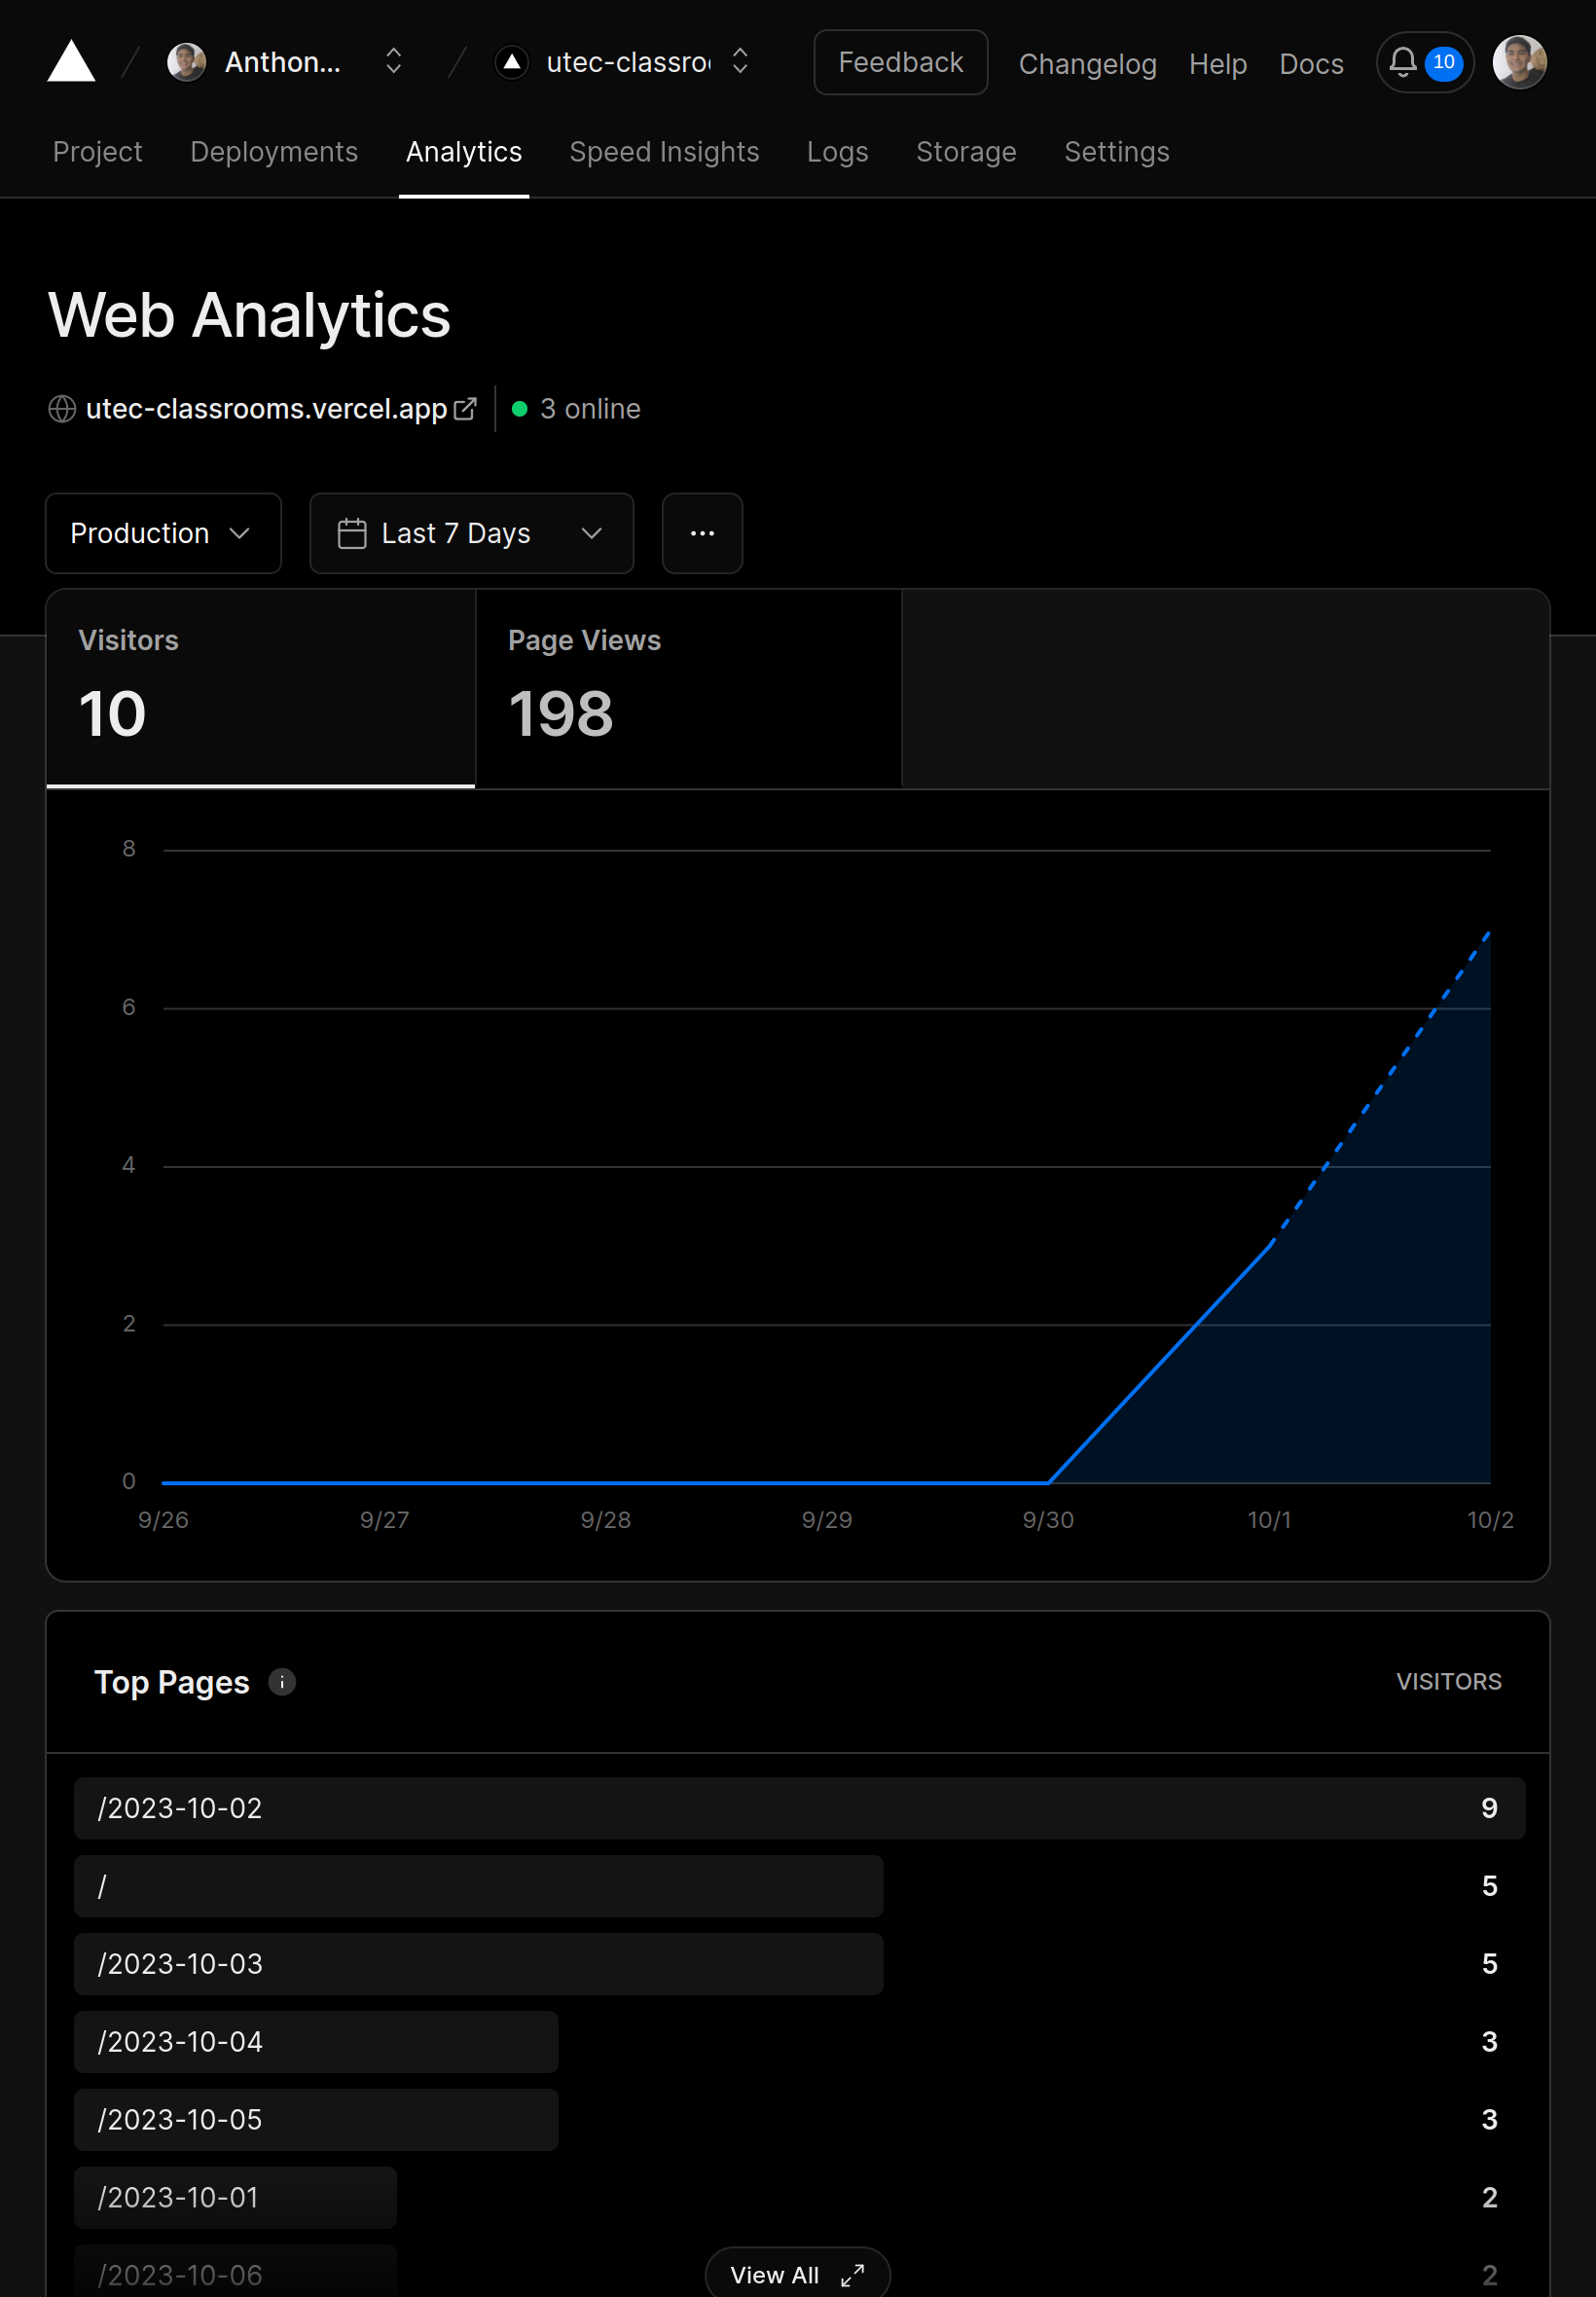 Anthon...
utec-classroo
Feedback
Changelog
Help
Docs
10
Project
Deployments
Analytics
Speed Insights
Logs
Storage
Settings
Web Analytics
utec-classrooms.vercel.app
3 online
Production
Last 7 Days
Visitors
10
Page Views
198
8
6
4
2
0
9/26
9/27
9/28
9/29
9/30
10/1
10/2
Top Pages
VISITORS
/2023-10-02 9
/ 5
/2023-10-03 5
/2023-10-04 3
/2023-10-05 3
/2023-10-01 2
/2023-10-06 2
View All